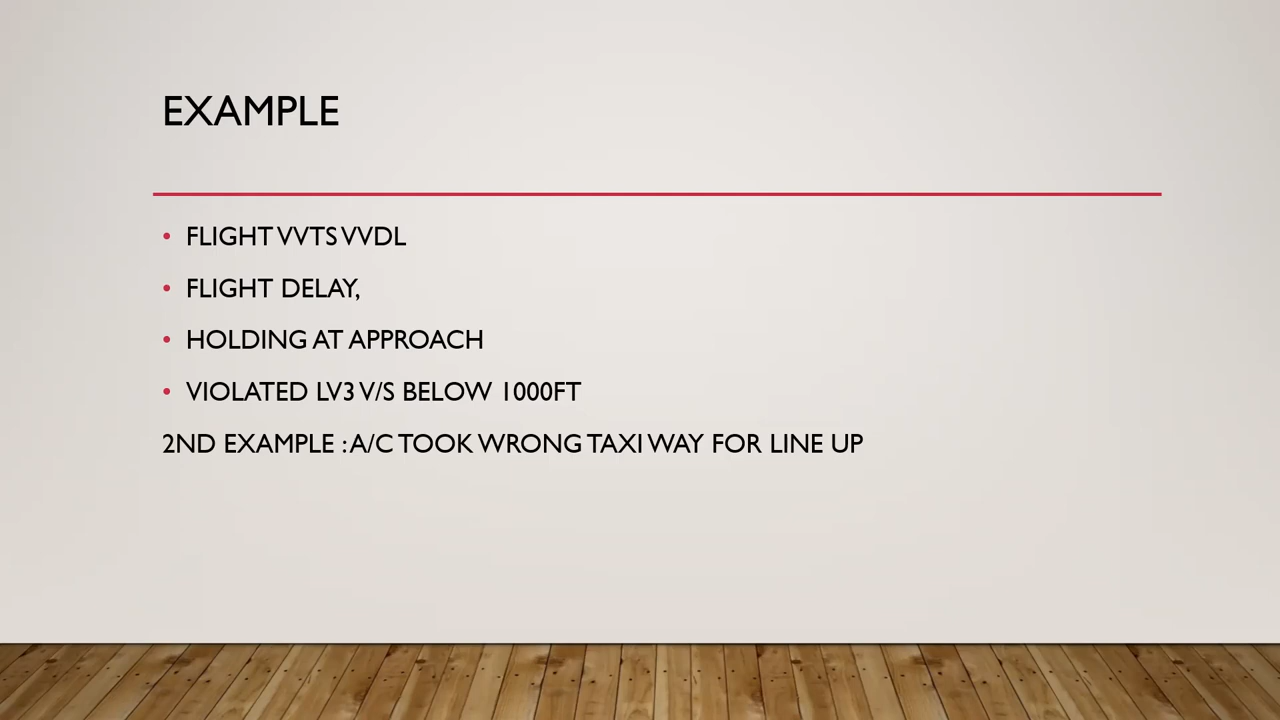 EXAMPLE
• FLIGHT VVTS VVDL
• FLIGHT DELAY,
• HOLDING AT APPROACH
• VIOLATED LV3 V/S BELOW 1000FT
2ND EXAMPLE : A/C TOOK WRONG TAXI WAY FOR LINE UP